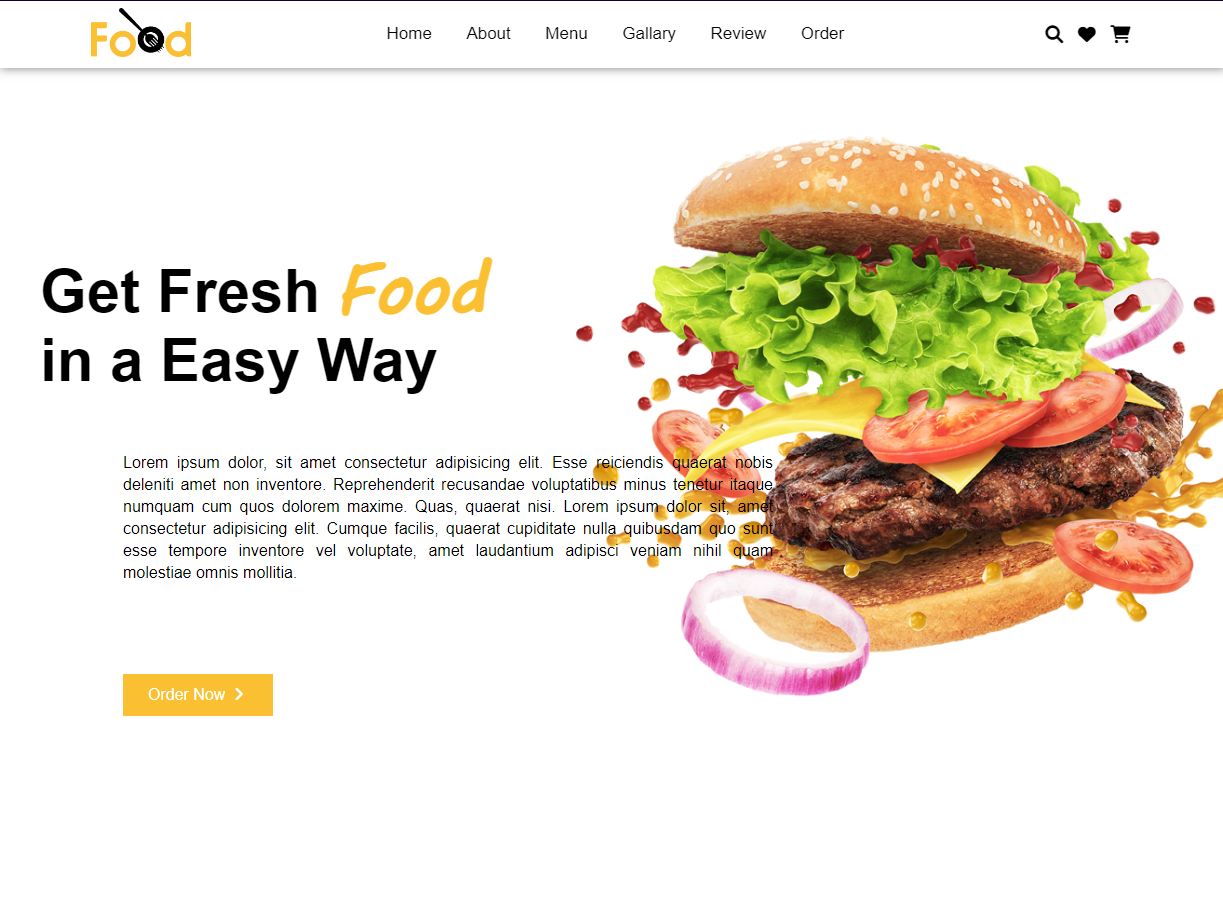 Food
Home About Menu Gallary Review Order
Get Fresh Food
in a Easy Way
Lorem ipsum dolor, sit amet consectetur adipisicing elit. Esse reiciendis quaerat nobis
deleniti amet non inventore. Reprehenderit recusandae voluptatibus minus tenetur itaque
numquam cum quos dolorem maxime. Quas, quaerat nisi. Lorem ipsum dolor sit, amet
consectetur adipisicing elit. Cumque facilis, quaerat cupiditate nulla quibusdam quo sunt
esse tempore inventore vel voluptate, amet laudantium adipisci veniam nihil quam
molestiae omnis mollitia.
Order Now